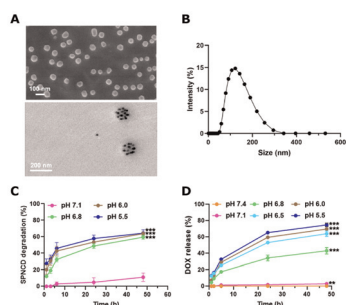 A
100 nm
200 nm
B
Intensity (%)
20
15
10
5
0
0 100 200 300 400 500 600
Size (nm)
C
SPNCD degradation (%)
pH 7.1 pH 6.0
pH 6.8 pH 5.5
100
80
60
40
20
0
***
***
***
0 10 20 30 40 50
Time (h)
D
DOX release (%)
pH 7.4 pH 6.8 pH 6.0
pH 7.1 pH 6.5 pH 5.5
100
80
60
40
20
0
***
***
***
***
**
0 10 20 30 40 50
Time (h)